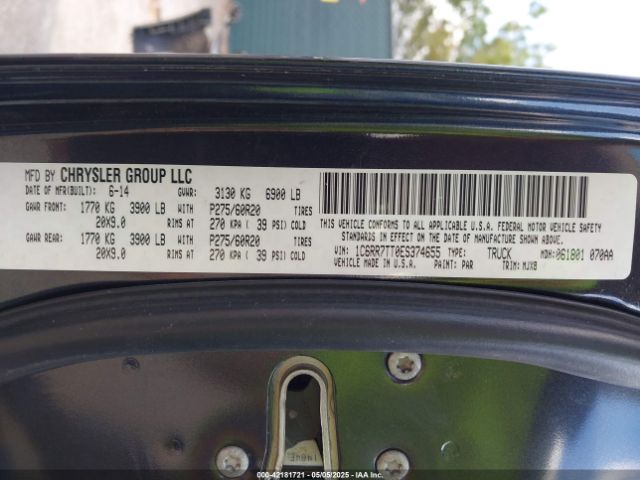 MFD BY CHRYSLER GROUP LLC
DATE OF MFR(BUILT): 6-14 GVWR: 3130 KG 6900 LB
GAWR FRONT: 1770 KG 3900 LB WITH P275/60R20 TIRES
20X9.0 RIMS AT 270 KPA ( 39 PSI) COLD
GAWR REAR: 1770 KG 3900 LB WITH P275/60R20 TIRES
20X9.0 RIMS AT 270 KPA ( 39 PSI) COLD
THIS VEHICLE CONFORMS TO ALL APPLICABLE U.S.A. FEDERAL MOTOR VEHICLE SAFETY
STANDARDS IN EFFECT ON THE DATE OF MANUFACTURE SHOWN ABOVE.
VIN: 1C6RR7TT0ES374655 TYPE: TRUCK MDH: 061801 070AA
VEHICLE MADE IN U.S.A. PAINT: PAR TRIM: MJX8
000-42181721 - 05/05/2025 - IAAI.COM